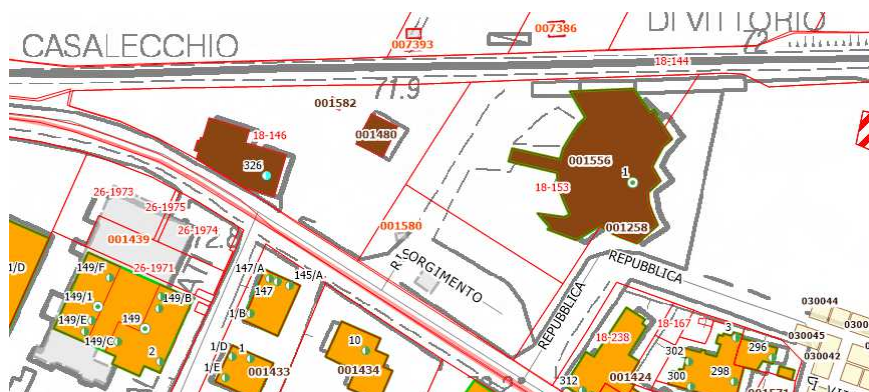 CASALECCHIO
DI VITTORIO
007393
007386
72
18-144
71.9
001582
18-146
001480
326
001556
1
18-153
001258
26-1973
26-1975
26-1974
001439
72.8
26-1971
001580
RISORGIMENTO
REPUBBLICA
REPUBBLICA
1/D
149/F
149/1
149/B
149/E
149
149/C
2
147/A
147
145/A
1/B
1/D
1
1/E
001433
10
001434
18-238
18-167
3
302
296
300
298
312
001424
030044
030045
030042